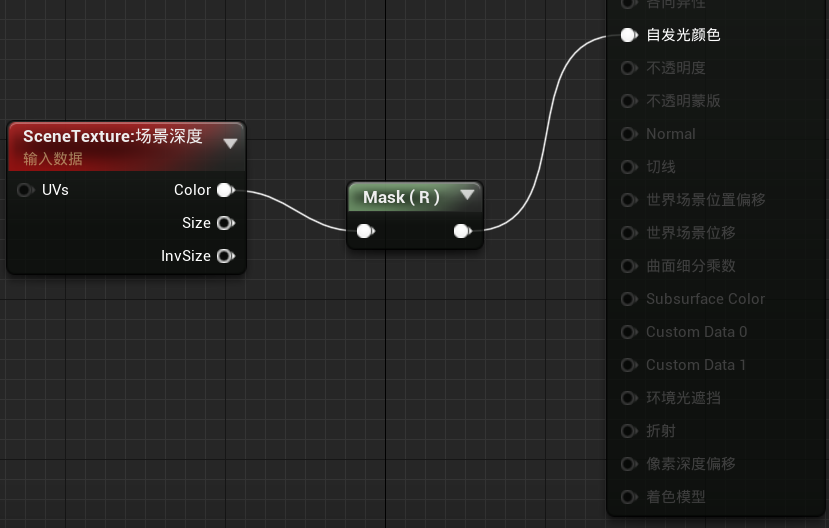 各向异性
自发光颜色
不透明度
不透明蒙版
Normal
切线
世界场景位置偏移
世界场景位移
曲面细分乘数
Subsurface Color
Custom Data 0
Custom Data 1
环境光遮挡
折射
像素深度偏移
着色模型
SceneTexture:场景深度
输入数据
UVs
Color
Size
InvSize
Mask ( R )